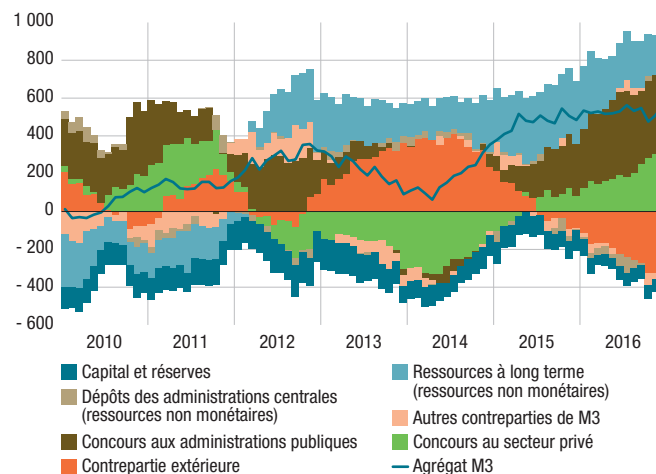 1 000
800
600
400
200
0
- 200
- 400
- 600
2010 2011 2012 2013 2014 2015 2016
Capital et réserves
Dépôts des administrations centrales
(ressources non monétaires)
Concours aux administrations publiques
Contrepartie extérieure
Ressources à long terme
(ressources non monétaires)
Autres contreparties de M3
Concours au secteur privé
Agrégat M3